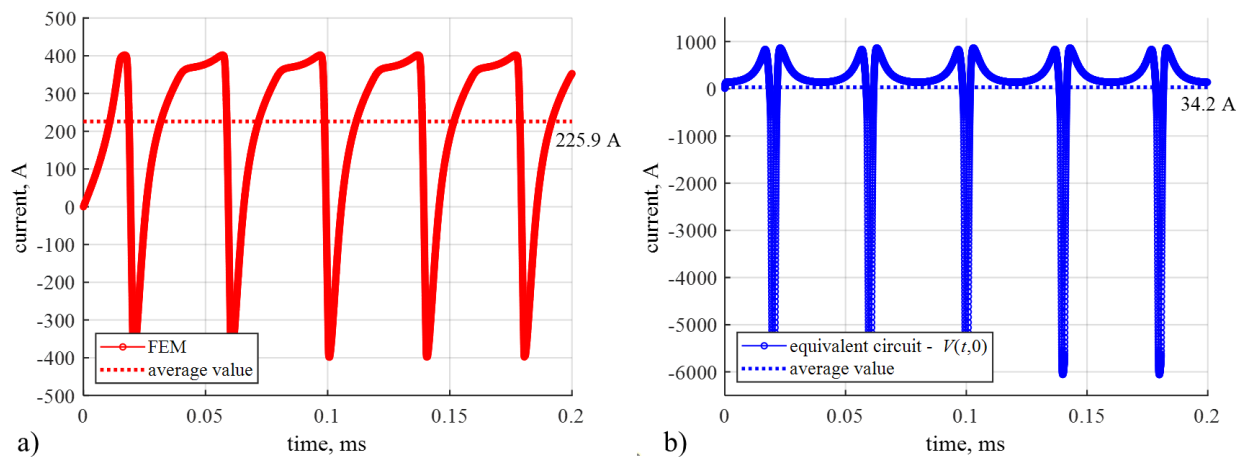 500
400
300
200
100
0
-100
-200
-300
-400
-500
current, A
225.9 A
FEM
average value
0
0.05
0.1
0.15
0.2
time, ms
a)
1000
0
-1000
-2000
-3000
-4000
-5000
-6000
current, A
34.2 A
equivalent circuit - V(t,0)
average value
0
0.05
0.1
0.15
0.2
time, ms
b)